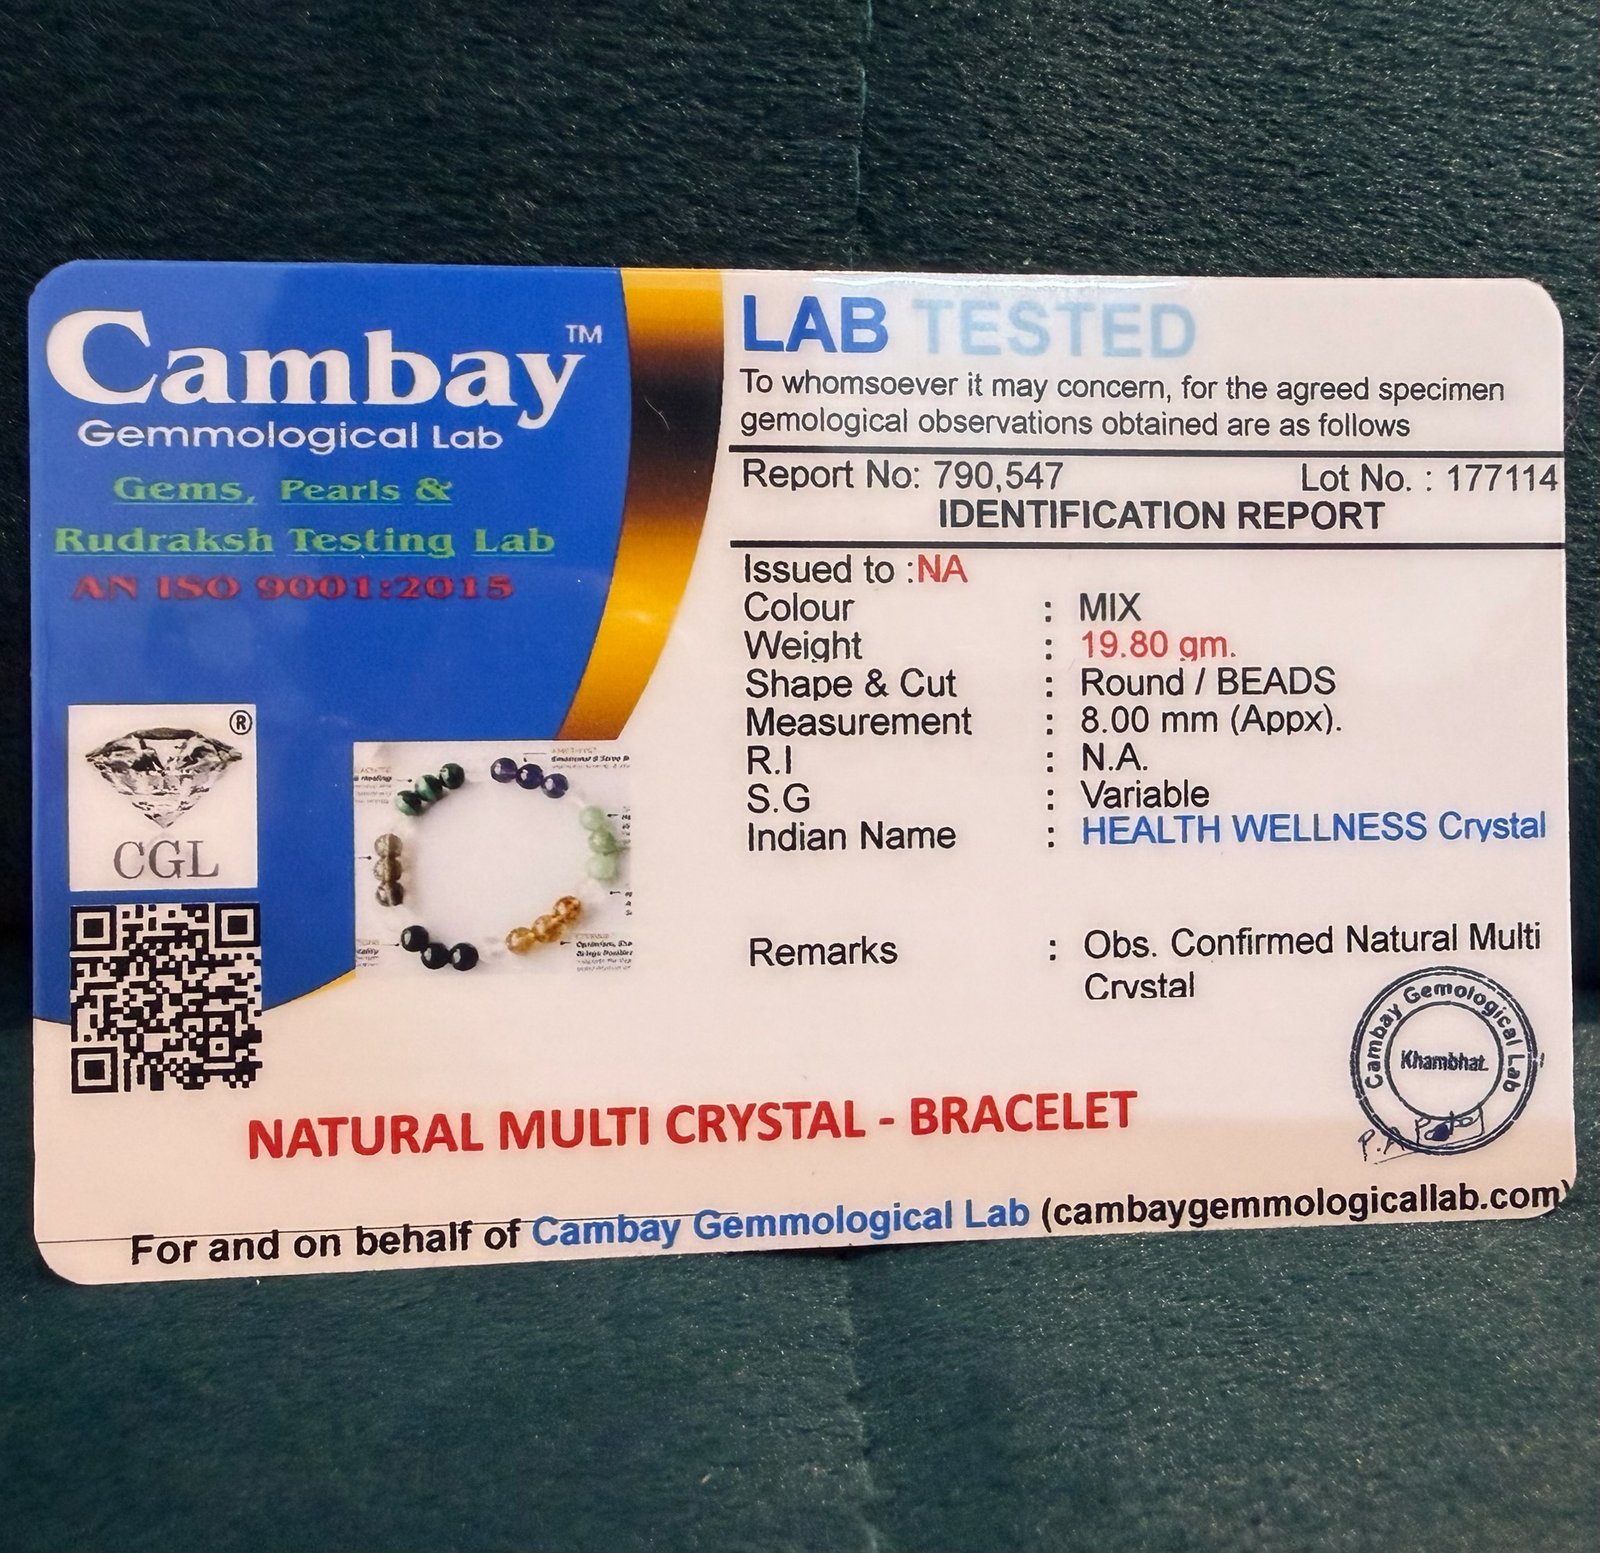 Cambay™
Gemmological Lab
Gems, Pearls &
Rudraksh Testing Lab
AN ISO 9001:2015
®
CGL
LAB TESTED
To whomsoever it may concern, for the agreed specimen
gemological observations obtained are as follows
Report No: 790,547 Lot No. : 177114
IDENTIFICATION REPORT
Issued to :NA
Colour : MIX
Weight : 19.80 gm.
Shape & Cut : Round / BEADS
Measurement : 8.00 mm (Appx).
R.I : N.A.
S.G : Variable
Indian Name : HEALTH WELLNESS Crystal
Remarks : Obs. Confirmed Natural Multi
Crystal
Cambay Gemological Lab
Khambhat
NATURAL MULTI CRYSTAL - BRACELET
For and on behalf of Cambay Gemmological Lab (cambaygemmologicallab.com)